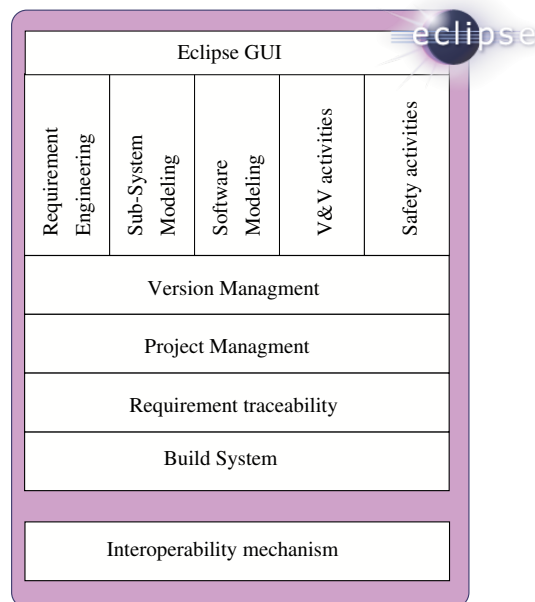 eclipse
Eclipse GUI
Requirement
Engineering
Sub-System
Modeling
Software
Modeling
V&V activities
Safety activities
Version Managment
Project Managment
Requirement traceability
Build System
Interoperability mechanism